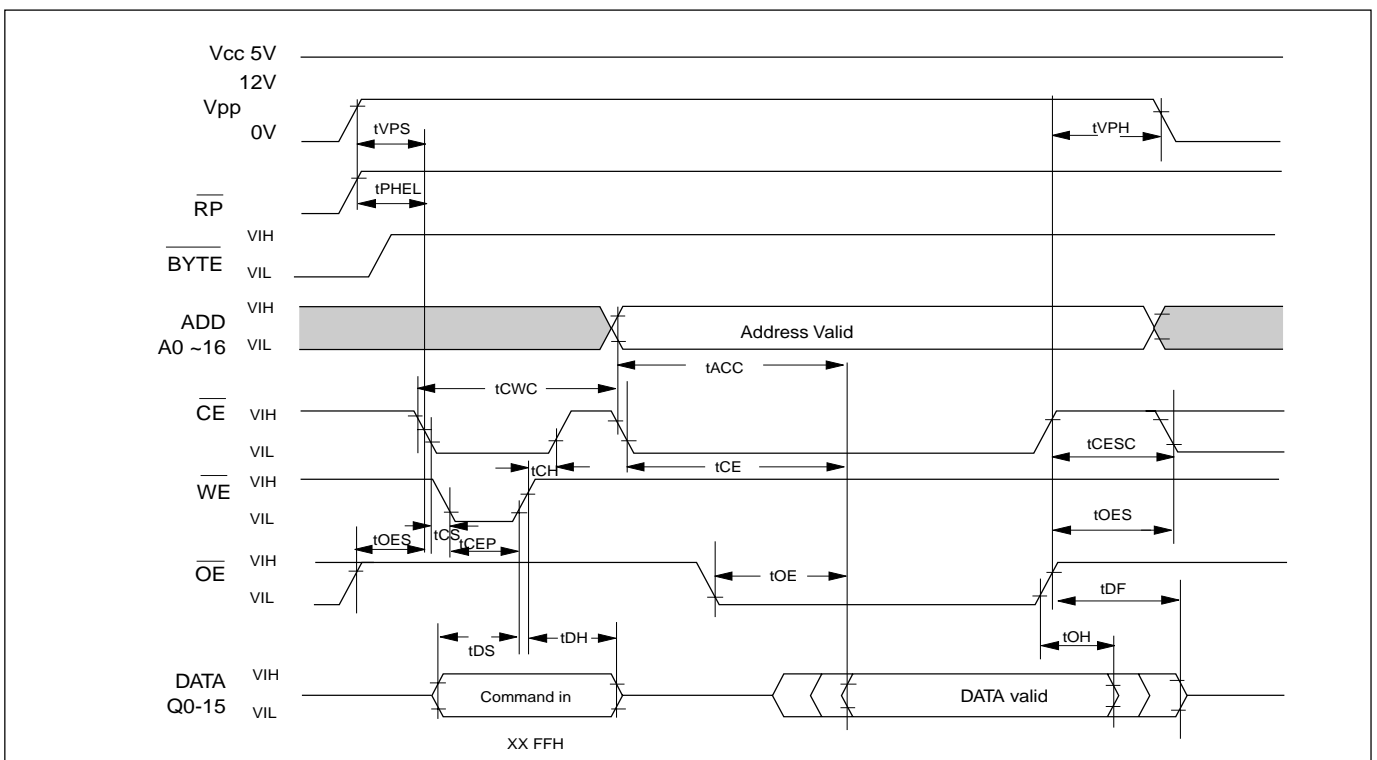 Vcc 5V
12V
Vpp
0V
tVPS
tVPH
RP
tPHEL
VIH
BYTE
VIL
VIH
ADD
A0 ~16
VIL
Address Valid
tACC
tCWC
CE
VIH
VIL
tCESC
tCH
tCE
WE
VIH
VIL
tOES
tCS
tCEP
tOES
OE
VIH
VIL
tOE
tDF
tDS
tDH
tOH
DATA
Q0-15
VIH
VIL
Command in
DATA valid
XX FFH